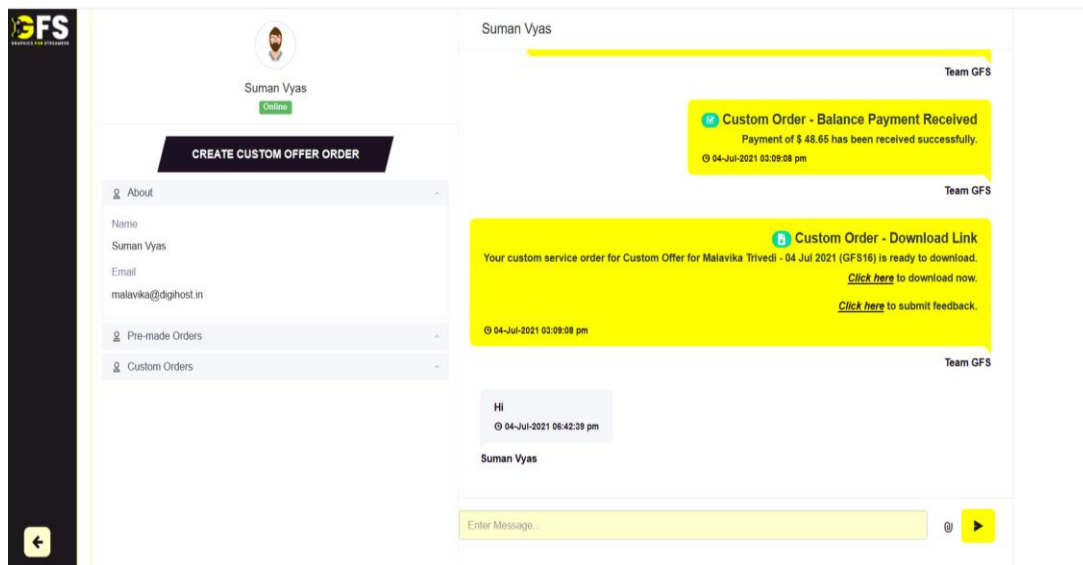 GFS
GRAPHICS FOR STREAMERS
Suman Vyas
Online
CREATE CUSTOM OFFER ORDER
About
Name
Suman Vyas
Email
malavika@digihost.in
Pre-made Orders
Custom Orders
Suman Vyas
Team GFS
Custom Order - Balance Payment Received
Payment of $ 48.65 has been received successfully.
04-Jul-2021 03:09:08 pm
Team GFS
Custom Order - Download Link
Your custom service order for Custom Offer for Malavika Trivedi - 04 Jul 2021 (GFS16) is ready to download.
Click here to download now.
Click here to submit feedback.
04-Jul-2021 03:09:08 pm
Team GFS
Hi
04-Jul-2021 06:42:39 pm
Suman Vyas
Enter Message...